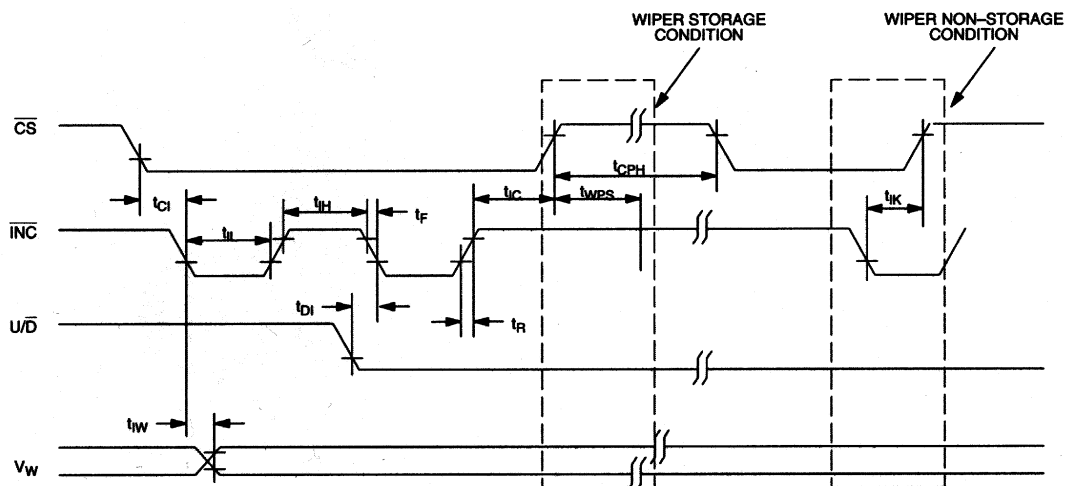 WIPER STORAGE
CONDITION
WIPER NON–STORAGE
CONDITION
CS
tCPH
tCI
tIH
tF
tIC
tWPS
tIK
INC
tIL
tDI
tR
U/D
tIW
VW